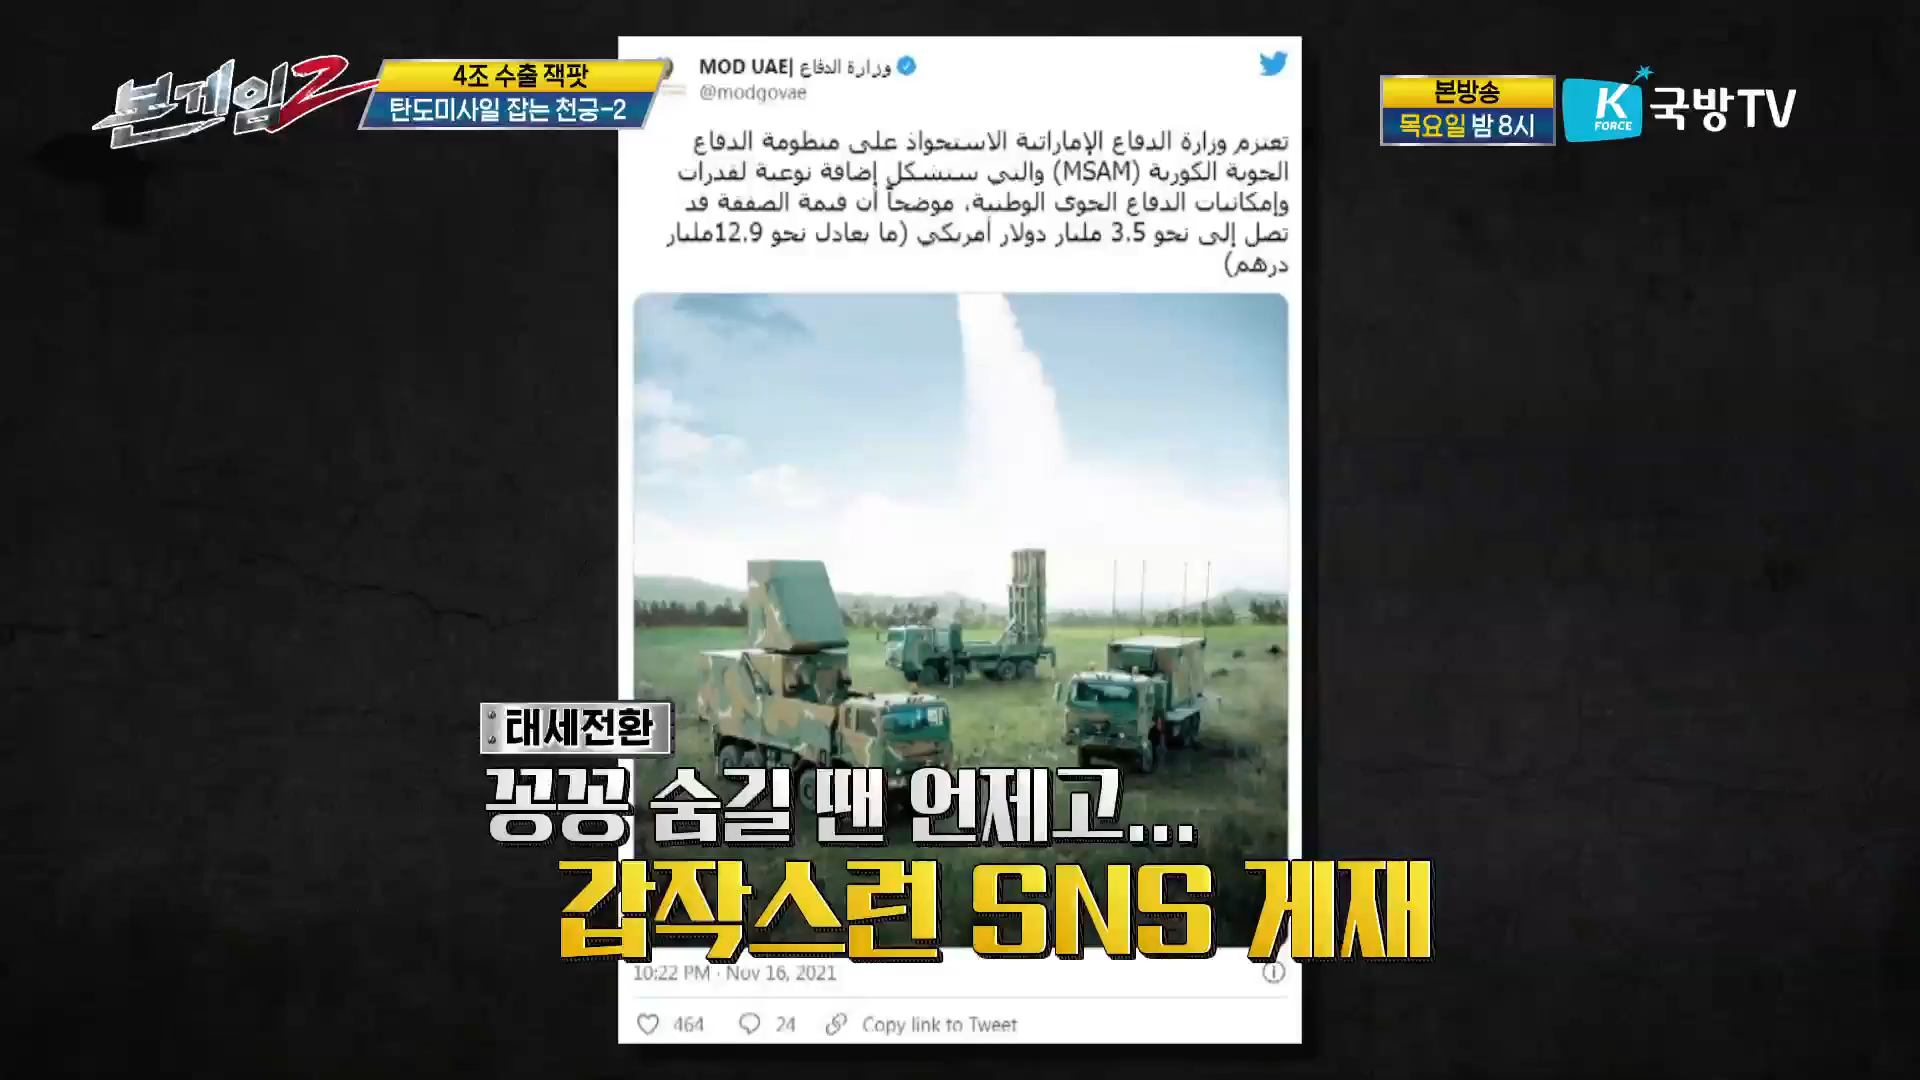 본게임2
4조 수출 잭팟
탄도미사일 잡는 천궁-2
본방송
목요일 밤 8시
K FORCE
국방TV
MOD UAE| وزارة الدفاع
@modgovae
تعتزم وزارة الدفاع الإماراتية الاستحواذ على منظومة الدفاع
الجوية الكورية (MSAM) والتي ستشكل إضافة نوعية لقدرات
وإمكانيات الدفاع الجوي الوطنية، موضحاً أن قيمة الصفقة قد
تصل إلى نحو 3.5 مليار دولار أمريكي (ما يعادل نحو 12.9مليار
درهم)
태세전환
꽁꽁 숨길 땐 언제고...
갑작스런 SNS 게재
10:22 PM · Nov 16, 2021
464
24
Copy link to Tweet